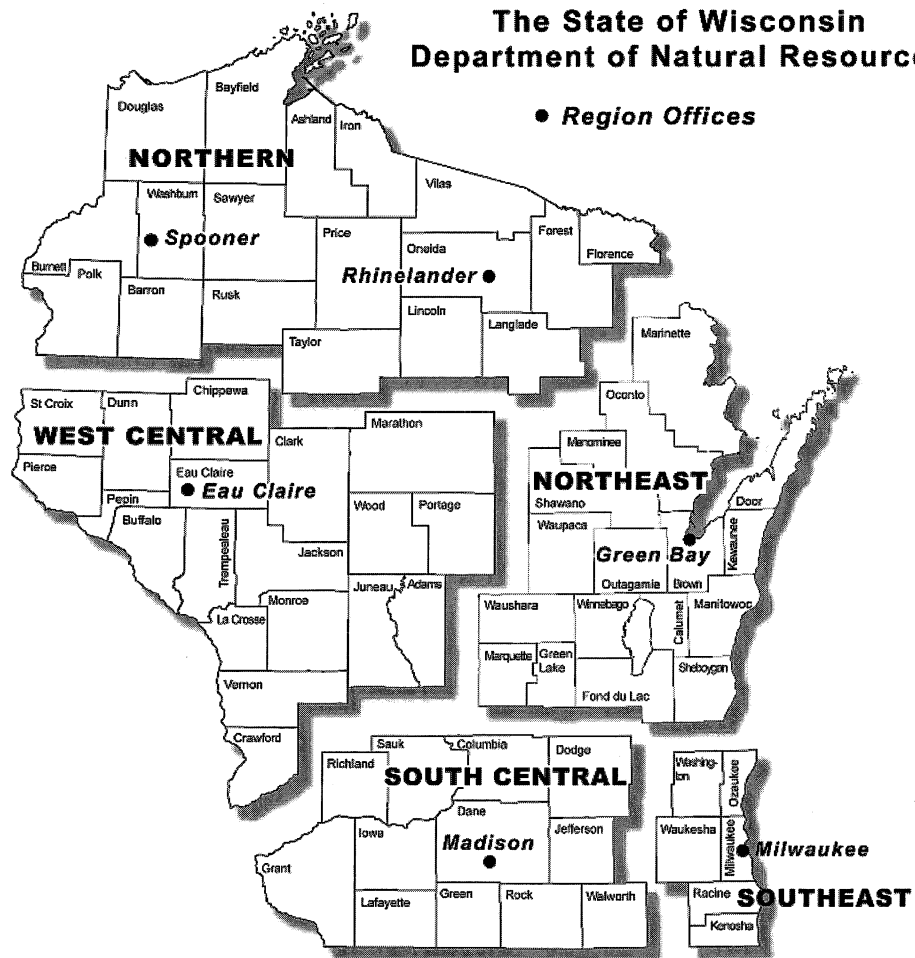 The State of Wisconsin
Department of Natural Resourc
Region Offices
Douglas
Bayfield
Ashland
Iron
NORTHERN
Vilas
Washburn
Sawyer
Price
Oneida
Forest
Florence
Spooner
Rhinelander
Burnett
Polk
Barron
Rusk
Lincoln
Langlade
Taylor
Marinette
Chippewa
St Croix
Dunn
Oconto
WEST CENTRAL
Clark
Marathon
Menominee
Pierce
Eau Claire
Eau Claire
NORTHEAST
Pepin
Buffalo
Wood
Portage
Shawano
Door
Waupaca
Trempealeau
Kewaunee
Jackson
Green Bay
Juneau
Adams
Outagamie
Brown
Monroe
La Crosse
Waushara
Winnebago
Calumet
Manitowoc
Marquette
Green
Lake
Sheboygan
Vernon
Fond du Lac
Crawford
Sauk
Columbia
Dodge
Richland
SOUTH CENTRAL
Washing-
ton
Ozaukee
Dane
Iowa
Jefferson
Waukesha
Milwaukee
Milwaukee
Madison
Grant
Lafayette
Green
Rock
Walworth
Racine
SOUTHEAST
Kenosha